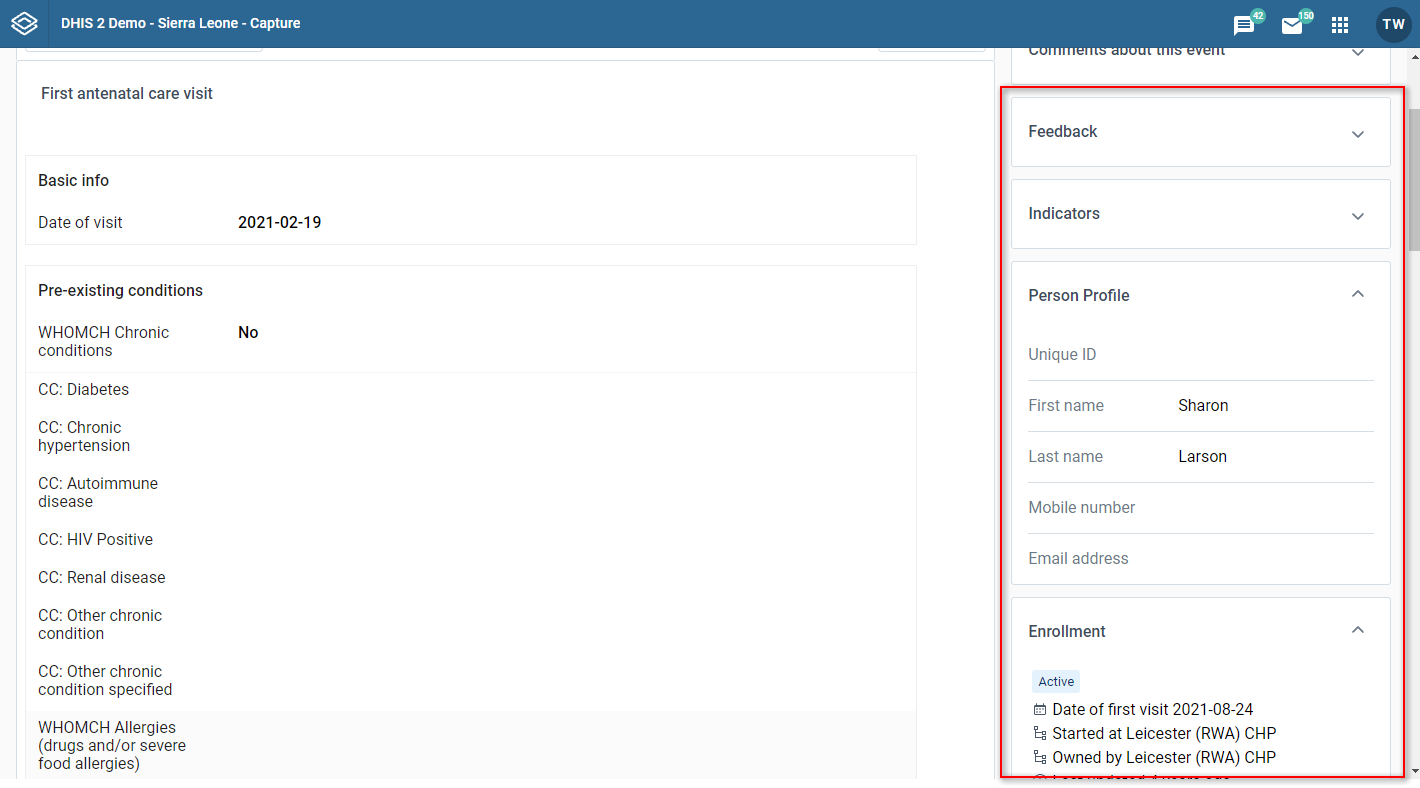 DHIS 2 Demo - Sierra Leone - Capture
42
150
TW
First antenatal care visit
Basic info
Date of visit 2021-02-19
Pre-existing conditions
WHOMCH Chronic
conditions
No
CC: Diabetes
CC: Chronic
hypertension
CC: Autoimmune
disease
CC: HIV Positive
CC: Renal disease
CC: Other chronic
condition
CC: Other chronic
condition specified
WHOMCH Allergies
(drugs and/or severe
food allergies)
Comments about this event
Feedback
Indicators
Person Profile
Unique ID
First name Sharon
Last name Larson
Mobile number
Email address
Enrollment
Active
Date of first visit 2021-08-24
Started at Leicester (RWA) CHP
Owned by Leicester (RWA) CHP
Last updated 4 years ago